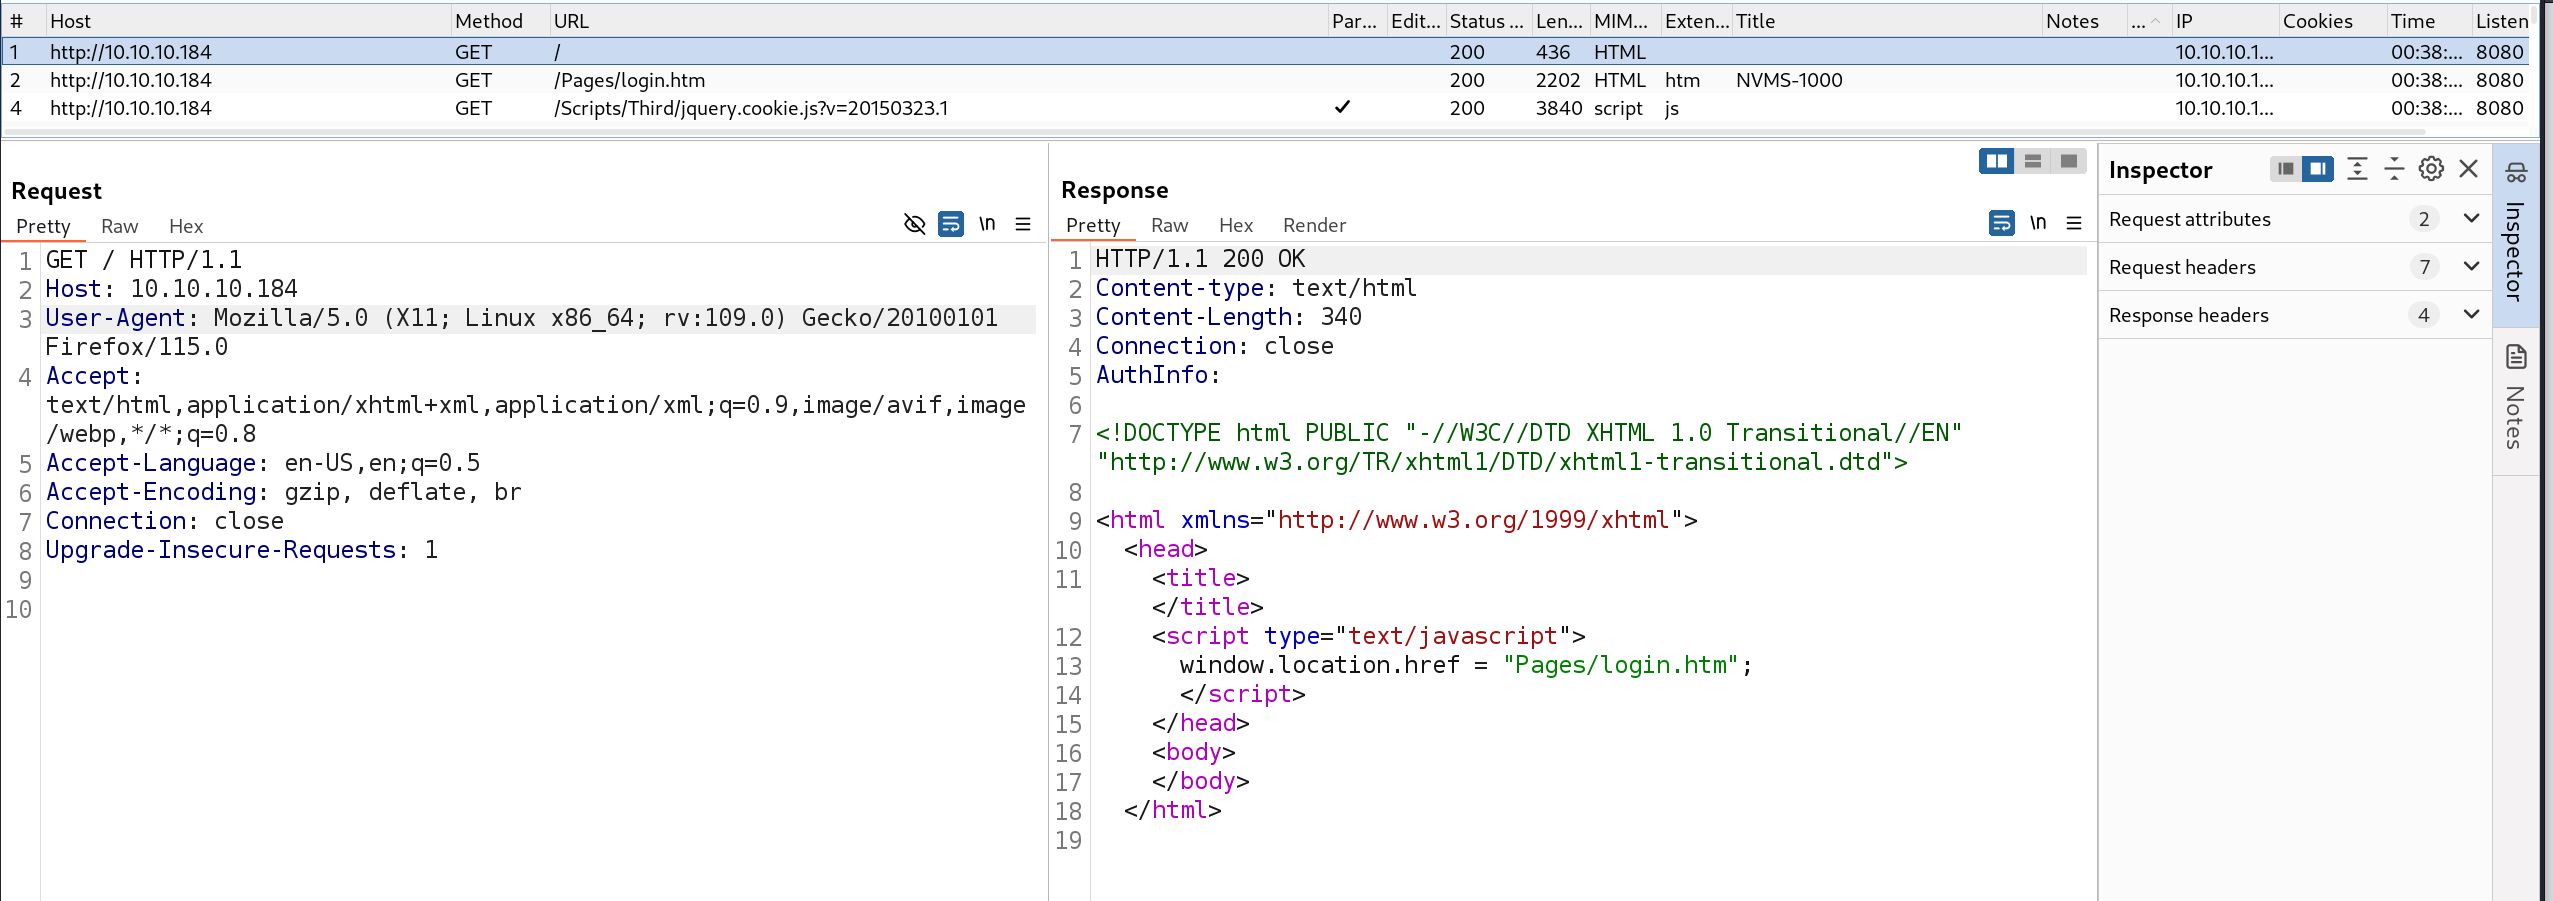 # Host Method URL Par... Edit... Status ... Len... MIM... Exten... Title Notes ... IP Cookies Time Listen
1 http://10.10.10.184 GET / 200 436 HTML 10.10.10.1... 00:38:... 8080
2 http://10.10.10.184 GET /Pages/login.htm 200 2202 HTML htm NVMS-1000 10.10.10.1... 00:38:... 8080
4 http://10.10.10.184 GET /Scripts/Third/jquery.cookie.js?v=20150323.1 ✓ 200 3840 script js 10.10.10.1... 00:38:... 8080
Request
Pretty Raw Hex \n
1 GET / HTTP/1.1
2 Host: 10.10.10.184
3 User-Agent: Mozilla/5.0 (X11; Linux x86_64; rv:109.0) Gecko/20100101
Firefox/115.0
4 Accept:
text/html,application/xhtml+xml,application/xml;q=0.9,image/avif,image
/webp,*/*;q=0.8
5 Accept-Language: en-US,en;q=0.5
6 Accept-Encoding: gzip, deflate, br
7 Connection: close
8 Upgrade-Insecure-Requests: 1
9
10
Response
Pretty Raw Hex Render \n
1 HTTP/1.1 200 OK
2 Content-type: text/html
3 Content-Length: 340
4 Connection: close
5 AuthInfo:
6
7 <!DOCTYPE html PUBLIC "-//W3C//DTD XHTML 1.0 Transitional//EN"
"http://www.w3.org/TR/xhtml1/DTD/xhtml1-transitional.dtd">
8
9 <html xmlns="http://www.w3.org/1999/xhtml">
10 <head>
11 <title>
</title>
12 <script type="text/javascript">
13 window.location.href = "Pages/login.htm";
14 </script>
15 </head>
16 <body>
17 </body>
18 </html>
19
Inspector
Request attributes 2
Request headers 7
Response headers 4
Inspector
Notes